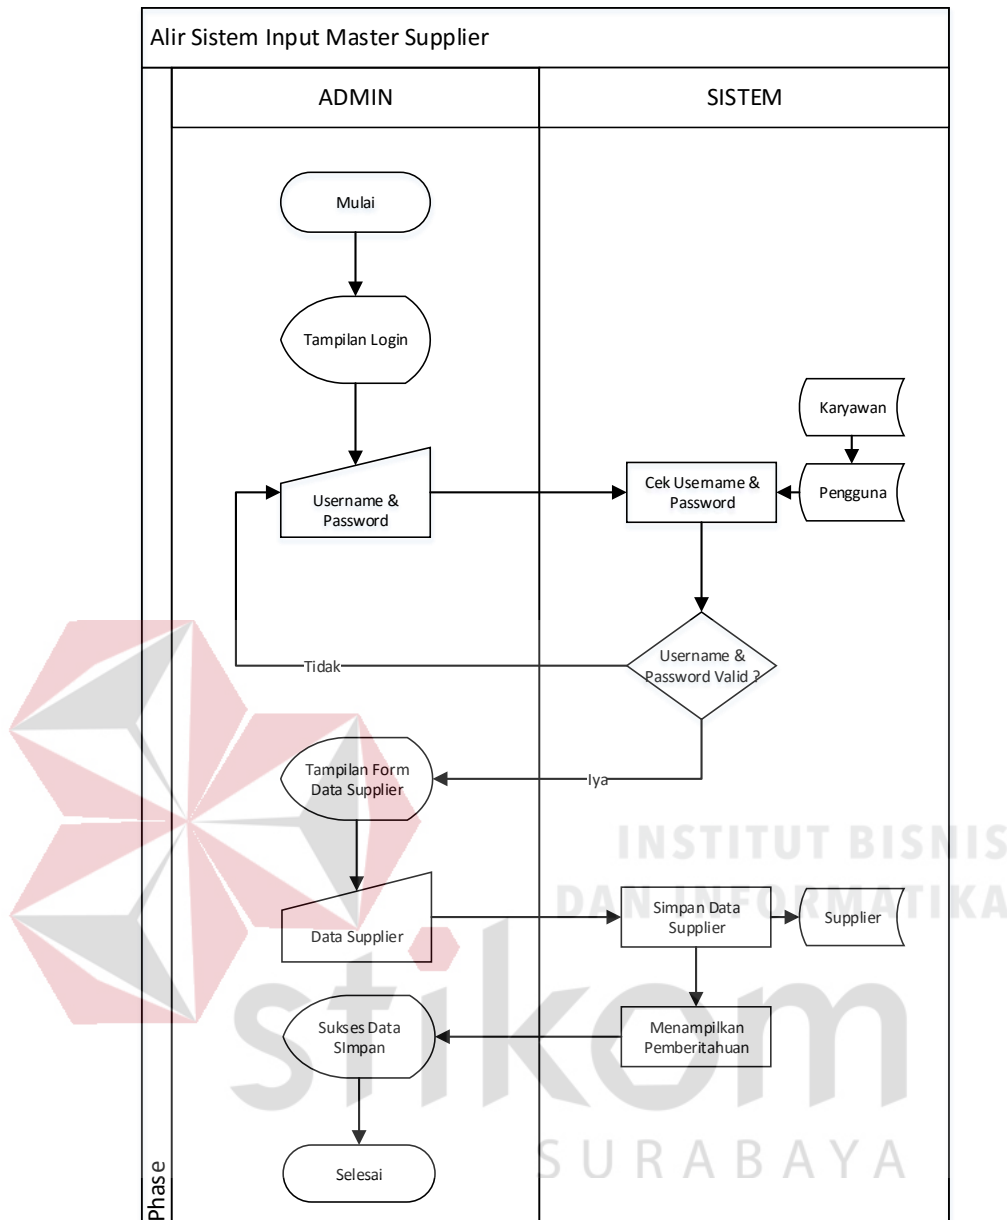 Alir Sistem Input Master Supplier
ADMIN
SISTEM
Mulai
Tampilan Login
Karyawan
Username &
Password
Cek Username &
Password
Pengguna
Username &
Password Valid ?
Tidak
Tampilan Form
Data Supplier
Iya
INSTITUT BISNIS
DAN INFORMATIKA
Data Supplier
Simpan Data
Supplier
Supplier
stikom
Sukses Data
SImpan
Menampilkan
Pemberitahuan
SURABAYA
Selesai
Phase